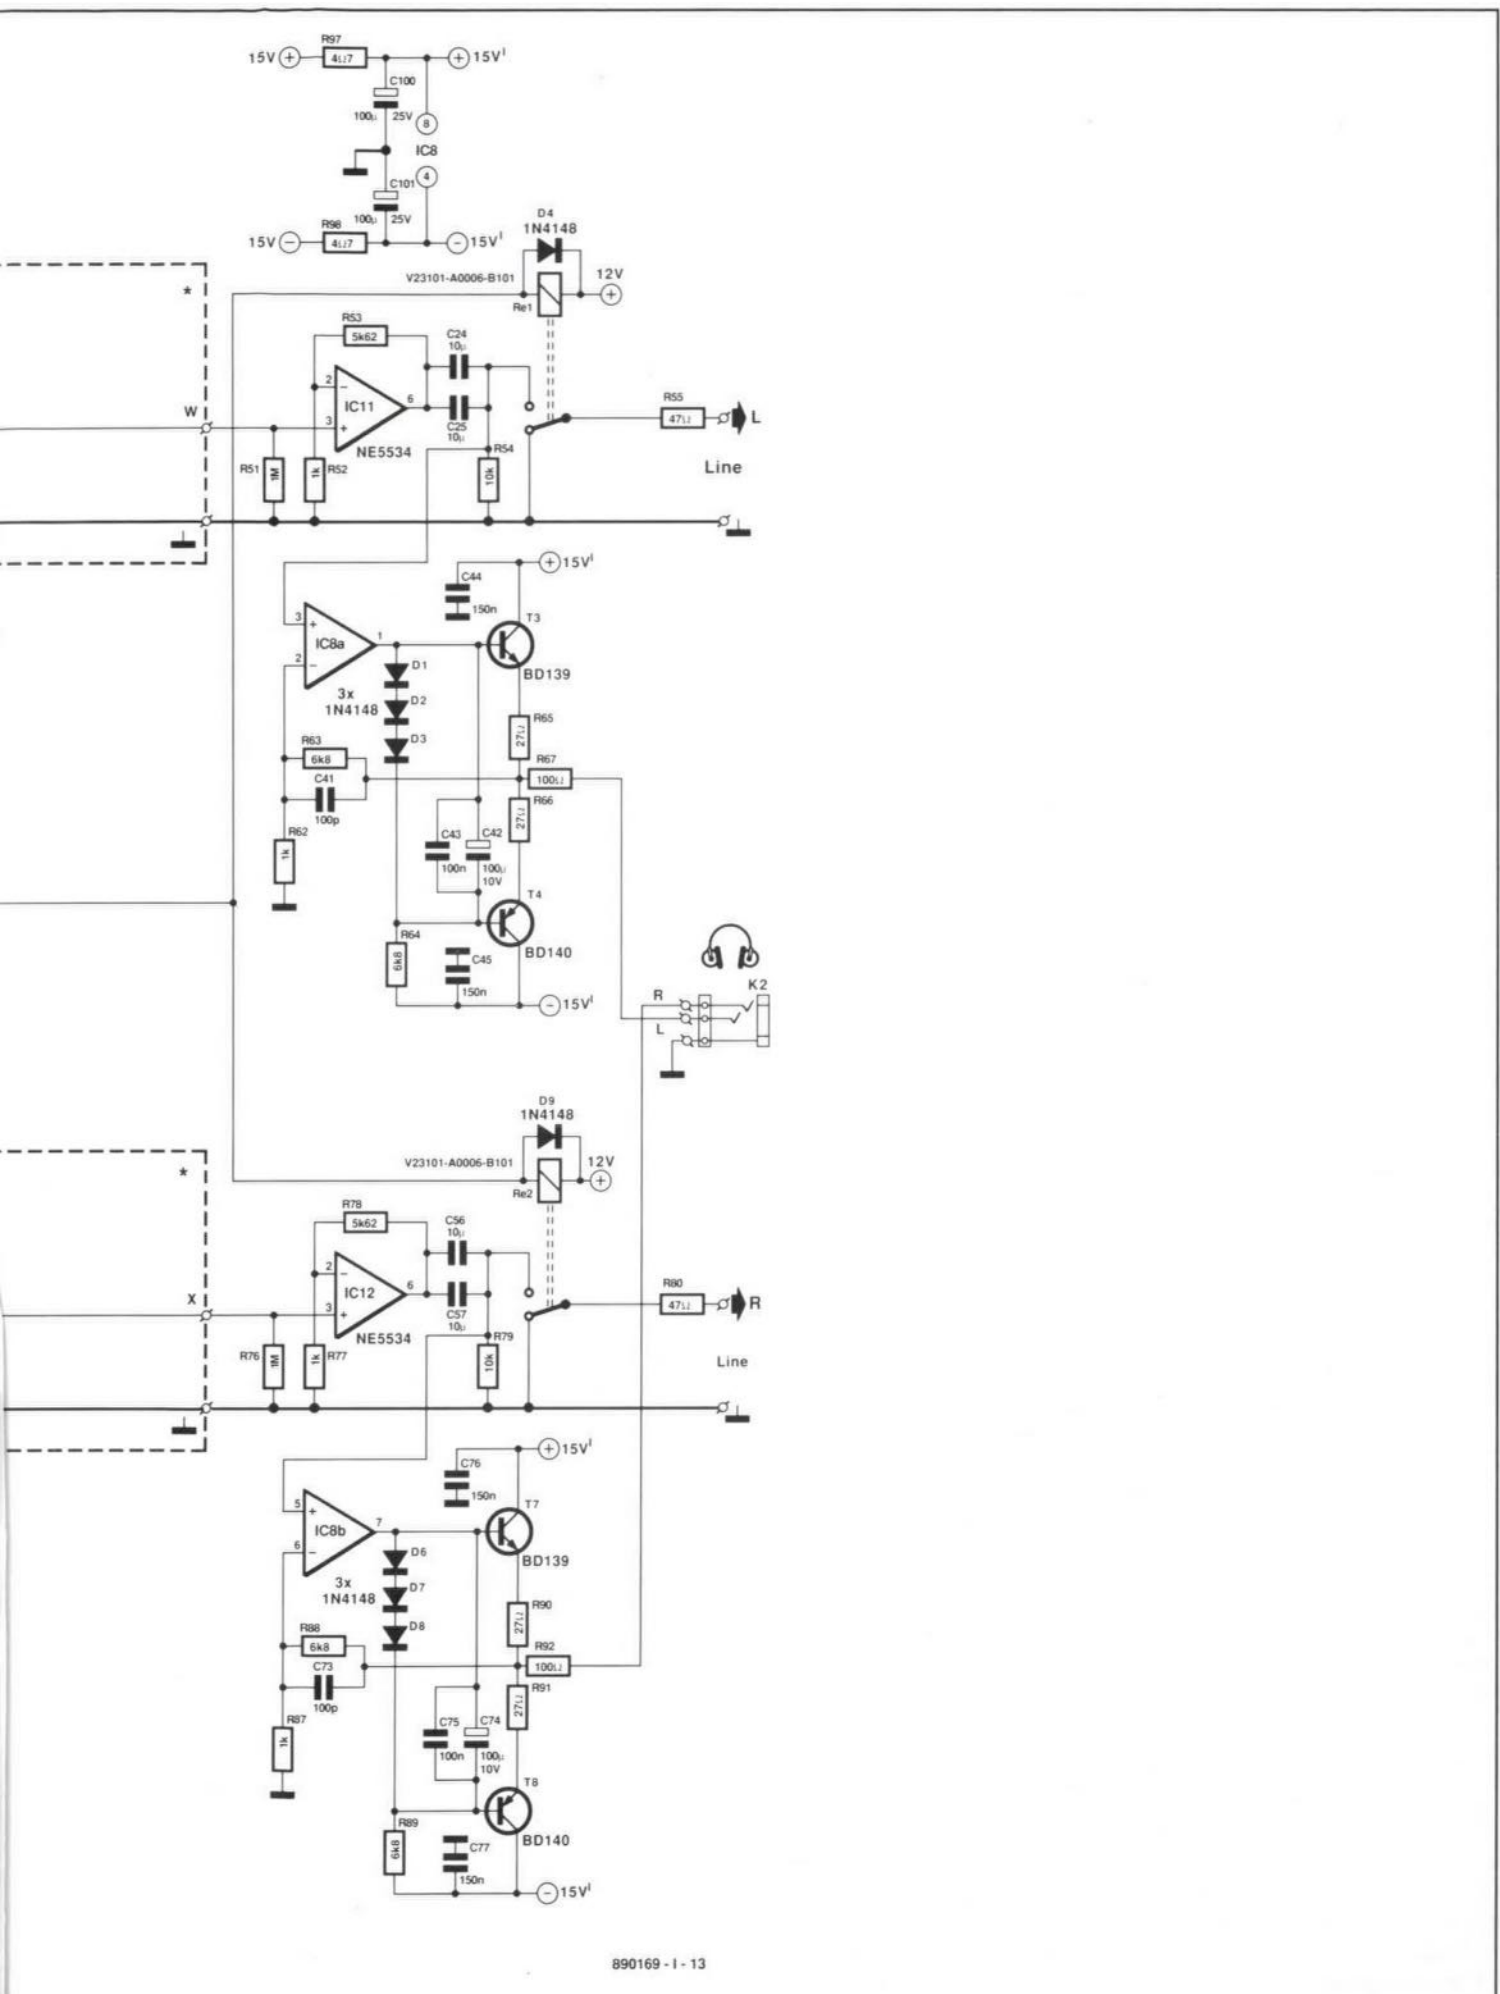 R97
15V + 4Ω7 + 15V'
C100
100µ 25V
8
IC8
4
C101
100µ 25V
R98
15V − 4Ω7 − 15V'
D4
1N4148
V23101-A0006-B101
12V
+
Re1
*
R53
5k62
C24
10µ
W
2 −
IC11
6
3 +
C25
10µ
NE5534
R55
47Ω
L
Line
R51
1M
1k
R52
R54
10k
+ 15V'
C44
150n
T3
BD139
3 +
IC8a
1
2 −
D1
3x
1N4148
D2
D3
R65
27Ω
R63
6k8
R67
100Ω
C41
100p
R66
27Ω
R62
1k
C43
100n
C42
100µ
10V
T4
BD140
R64
6k8
C45
150n
− 15V'
K2
R
L
D9
1N4148
V23101-A0006-B101
12V
+
Re2
*
R78
5k62
C56
10µ
X
2 −
IC12
6
3 +
C57
10µ
NE5534
R80
47Ω
R
Line
R76
1M
1k
R77
R79
10k
+ 15V'
C76
150n
T7
BD139
5 +
IC8b
7
6 −
D6
3x
1N4148
D7
D8
R90
27Ω
R88
6k8
R92
100Ω
C73
100p
R91
27Ω
R87
1k
C75
100n
C74
100µ
10V
T8
BD140
R89
6k8
C77
150n
− 15V'
890169 - I - 13